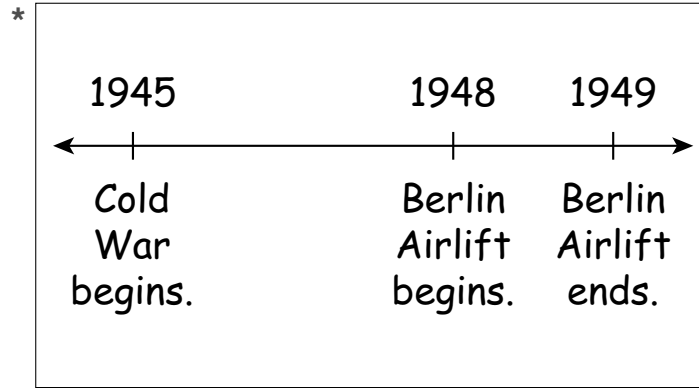 *
1945 1948 1949
Cold Berlin Berlin
War Airlift Airlift
begins. begins. ends.